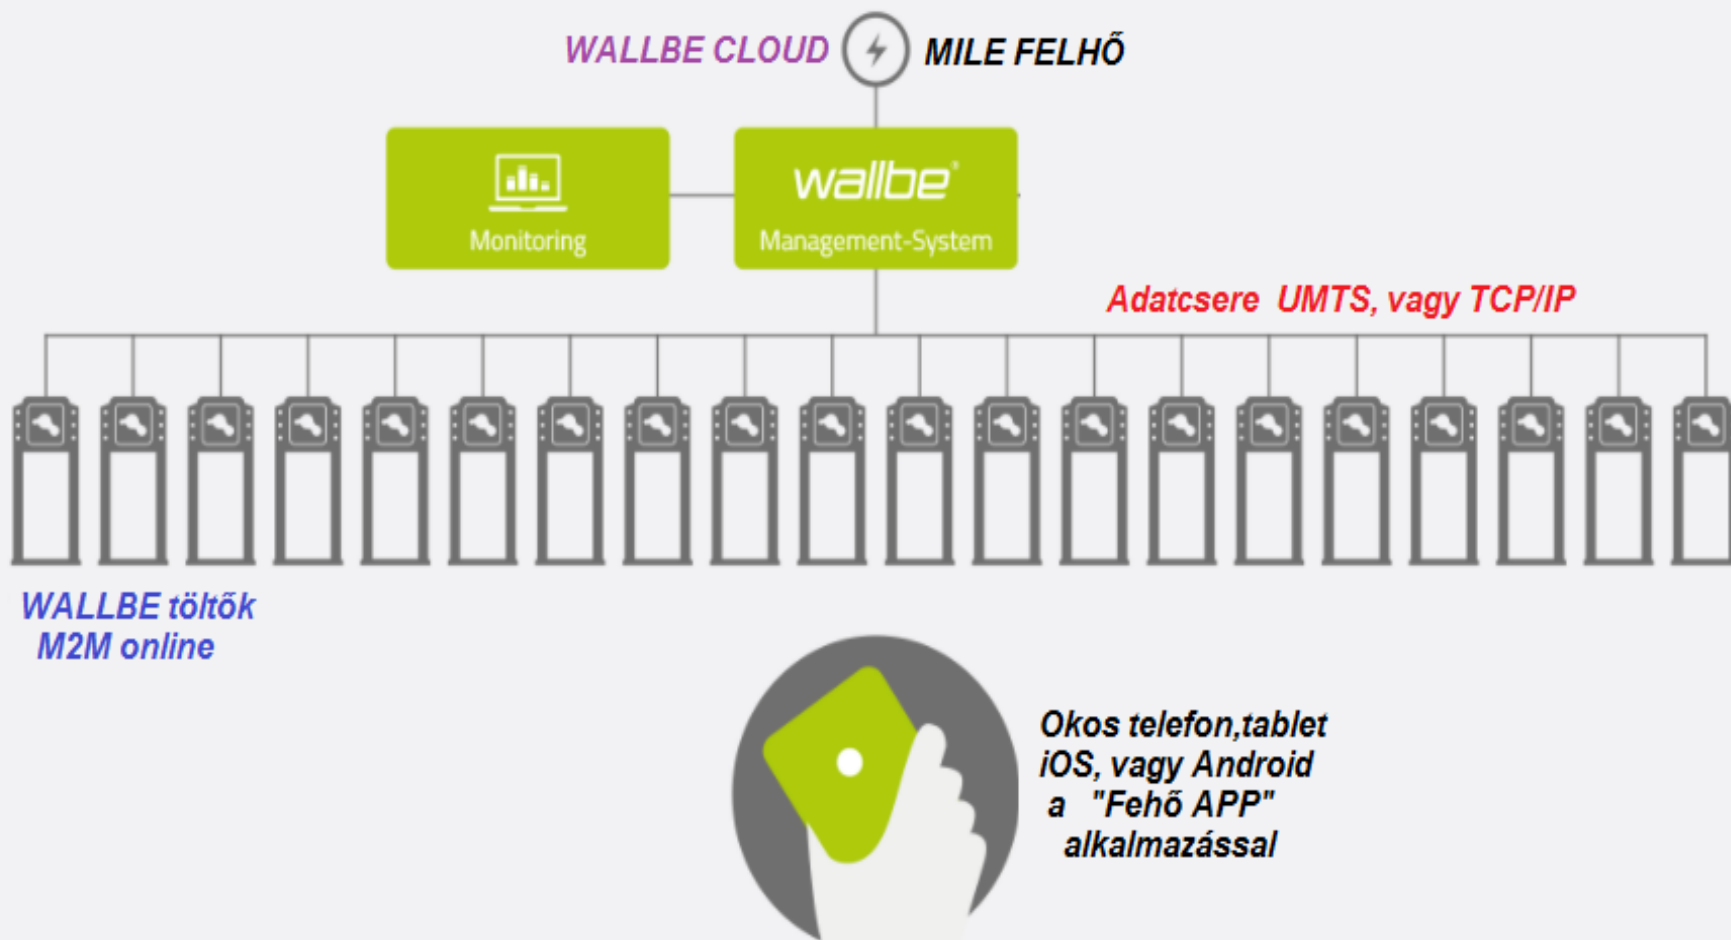 WALLBE CLOUD MILE FELHŐ
wallbe®
Monitoring
Management-System
Adatcsere UMTS, vagy TCP/IP
WALLBE töltők
M2M online
Okos telefon,tablet
iOS, vagy Android
a "Fehő APP"
alkalmazással